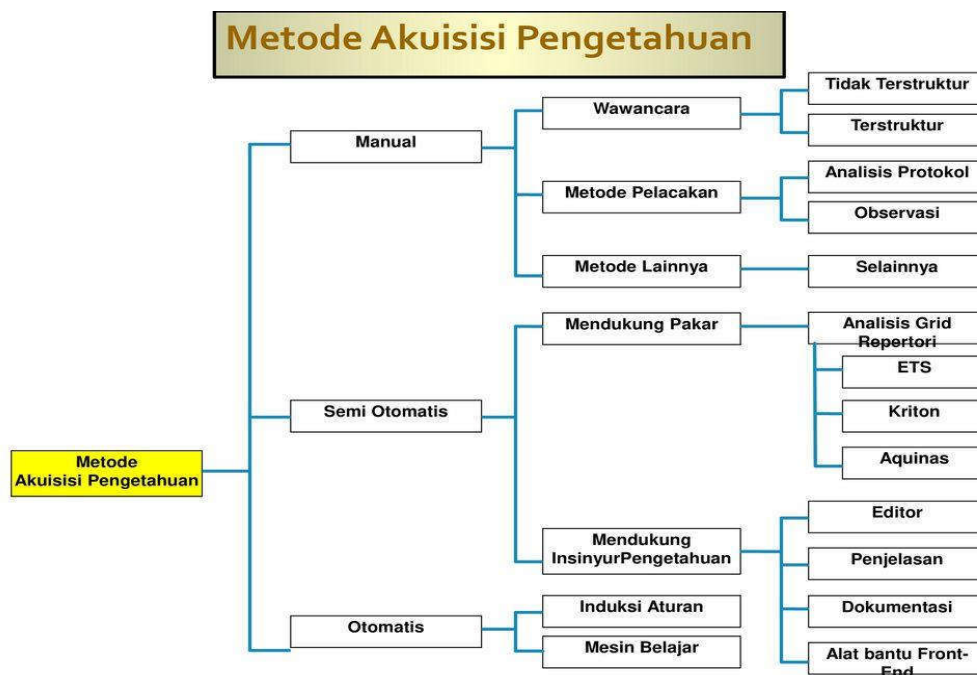 Metode Akuisisi Pengetahuan
Metode
Akuisisi Pengetahuan
Manual
Wawancara
Tidak Terstruktur
Terstruktur
Metode Pelacakan
Analisis Protokol
Observasi
Metode Lainnya
Selainnya
Semi Otomatis
Mendukung Pakar
Analisis Grid
Repertori
ETS
Kriton
Aquinas
Mendukung
InsinyurPengetahuan
Editor
Penjelasan
Dokumentasi
Alat bantu Front-
End
Otomatis
Induksi Aturan
Mesin Belajar